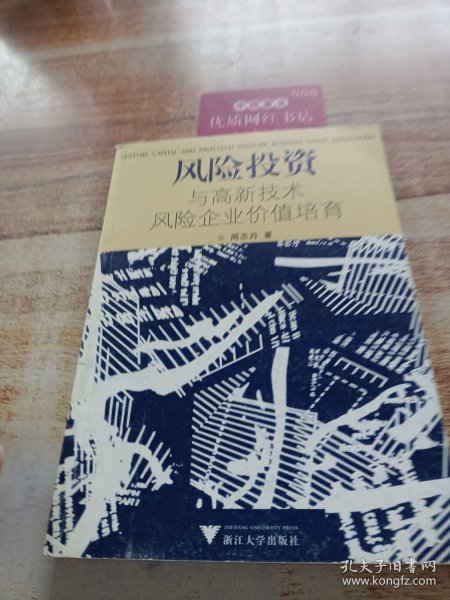 优质网红书店
VENTURE CAPITAL AND HIGH-TECH VENTURE BUSINESS VALUE
风险投资
与高新技术
风险企业价值培育
周志丹 著
ZHEJIANG UNIVERSITY PRESS
浙江大学出版社
孔夫子旧书网
www.kongfz.com